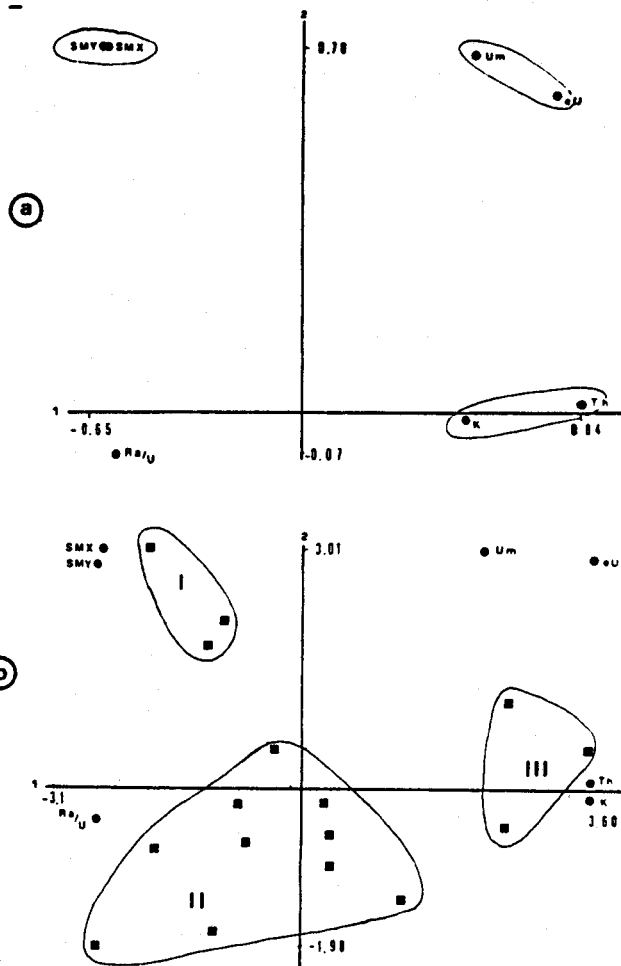 2
SMY SMX
0,78
Um
eU
a
1
-0,65
K
Th
0.84
Ra/U
-0,07
2
SMX
SMY
3,01
Um
eU
I
b
III
1
-3,1
Th
K
Ra/U
3,60
II
-1,98